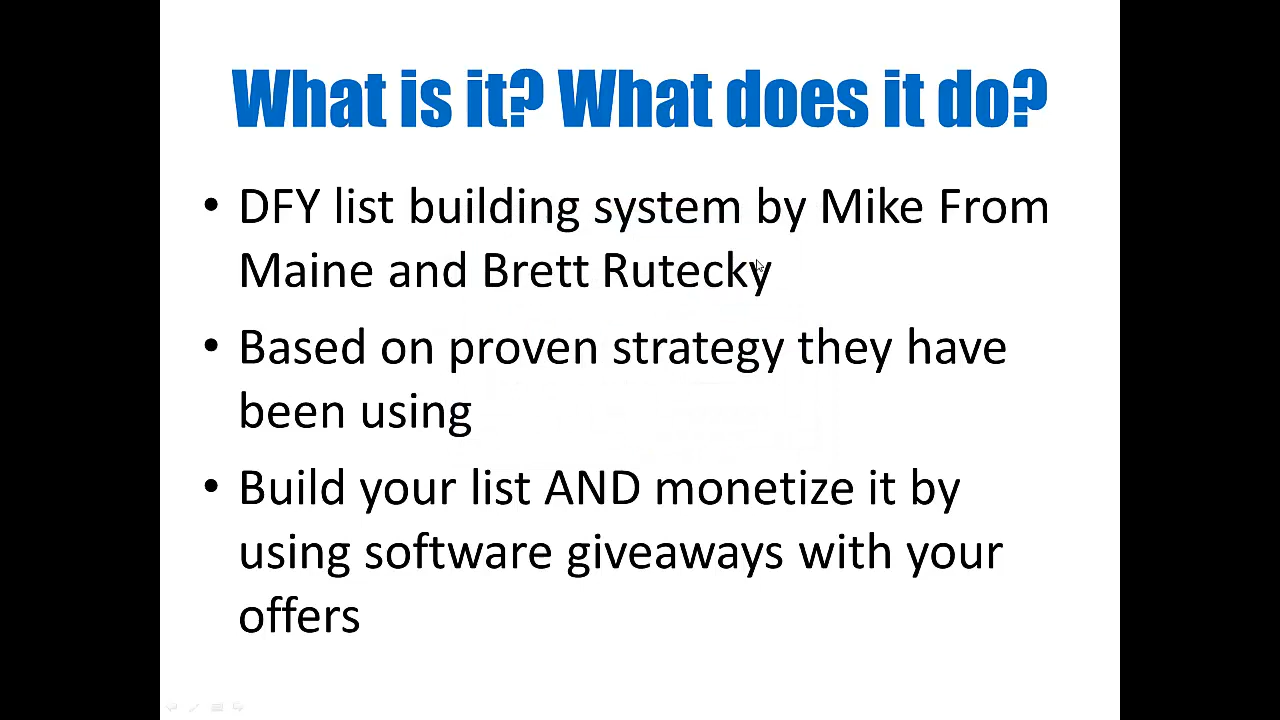 What is it? What does it do?
• DFY list building system by Mike From
Maine and Brett Rutecky
• Based on proven strategy they have
been using
• Build your list AND monetize it by
using software giveaways with your
offers